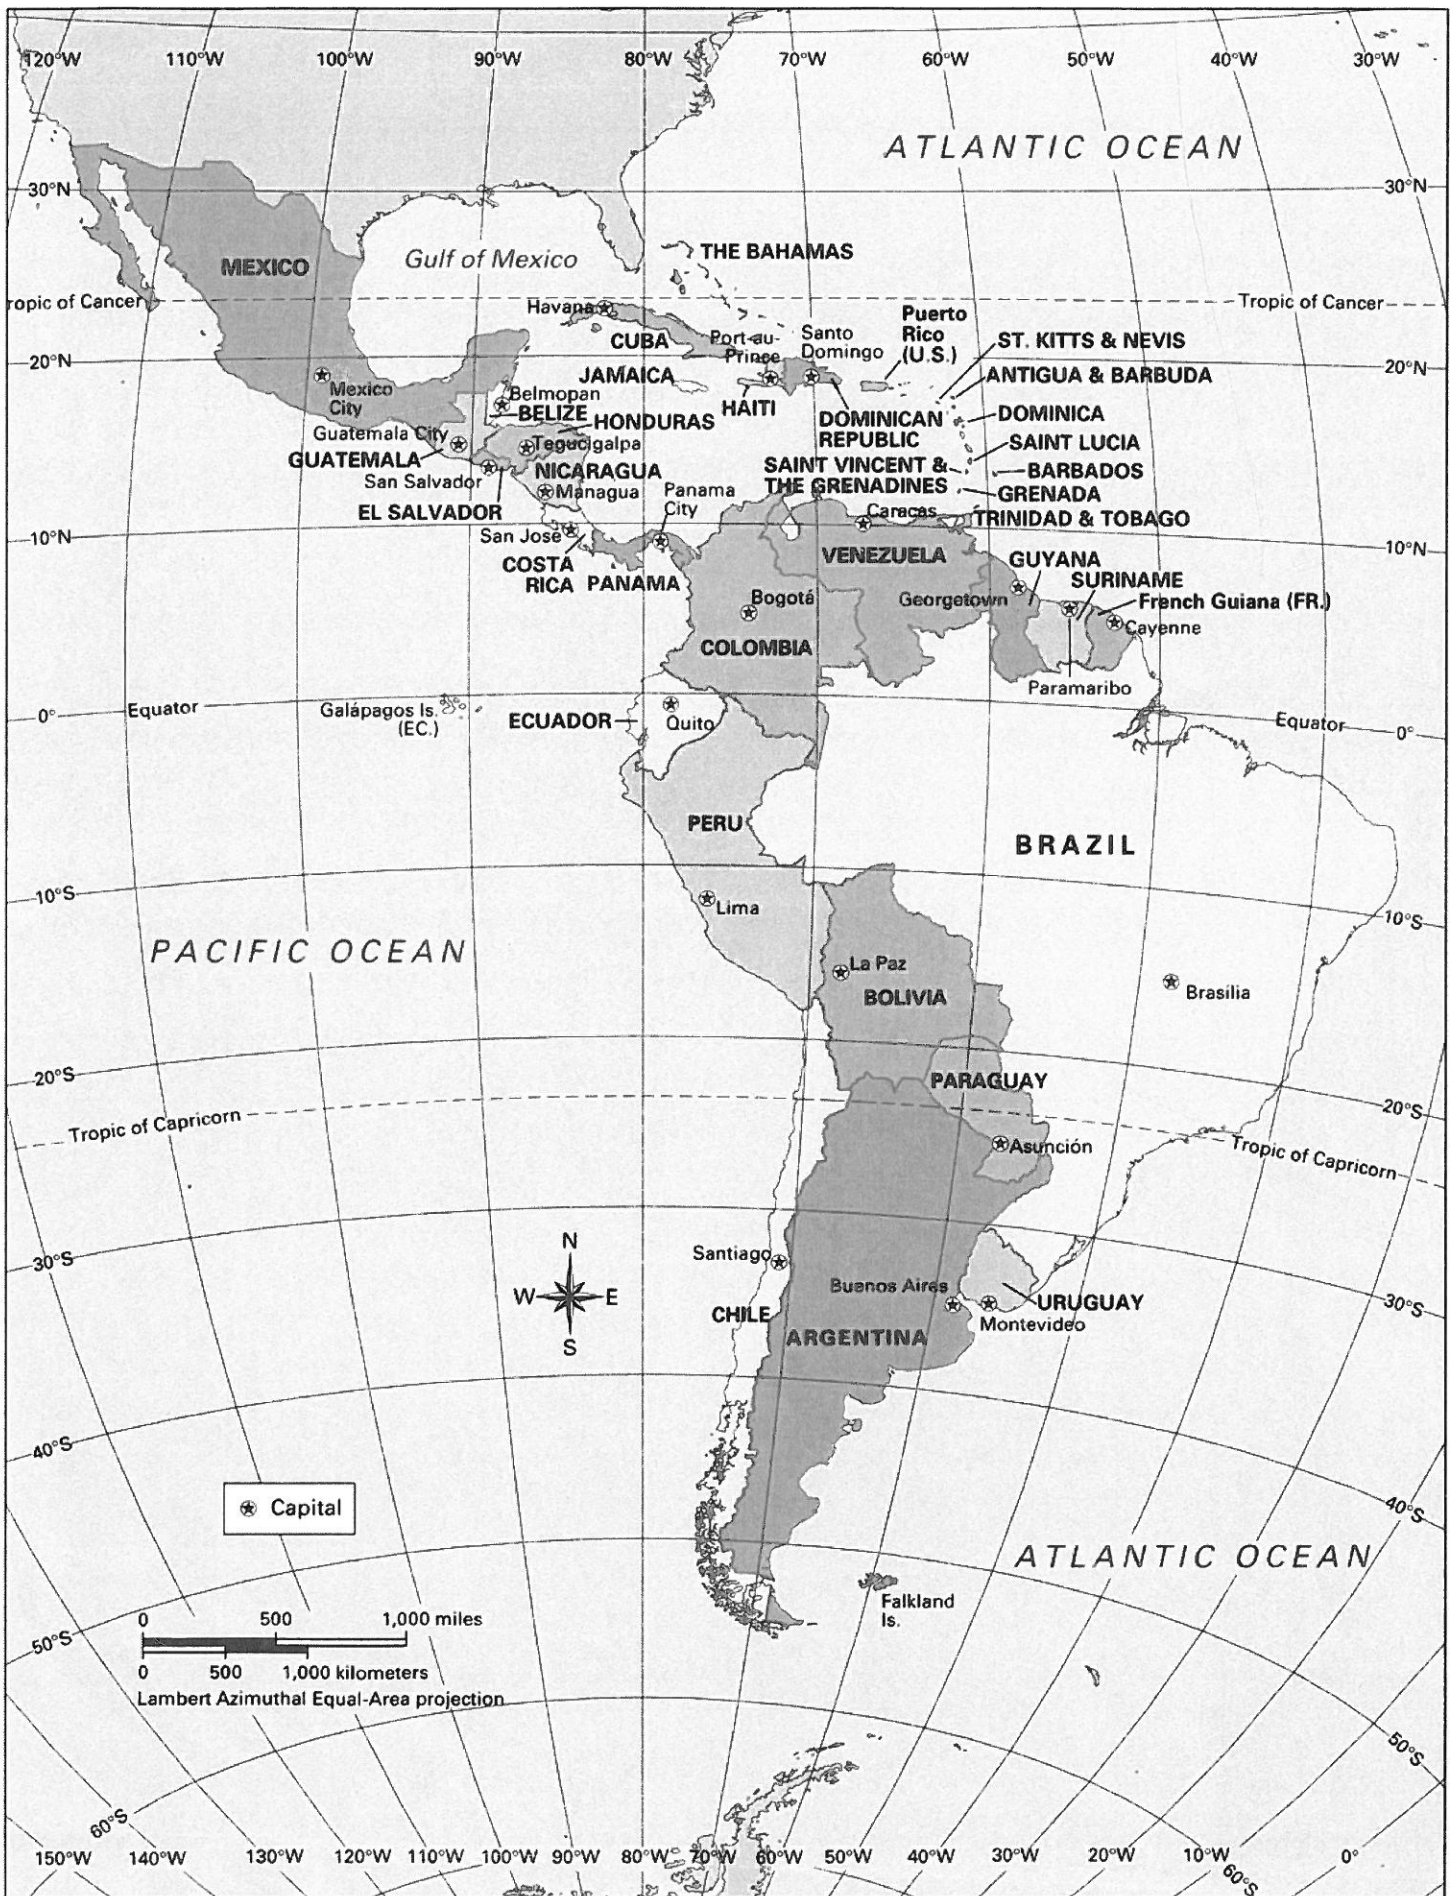 120°W 110°W 100°W 90°W 80°W 70°W 60°W 50°W 40°W 30°W
ATLANTIC OCEAN
30°N 30°N
THE BAHAMAS
Gulf of Mexico
MEXICO
ropic of Cancer Tropic of Cancer
Havana
Puerto
Rico
(U.S.)
CUBA
Port-au-
Prince
Santo
Domingo
ST. KITTS & NEVIS
20°N 20°N
JAMAICA
ANTIGUA & BARBUDA
Mexico
City
Belmopan
HAITI
BELIZE
DOMINICAN
REPUBLIC
DOMINICA
HONDURAS
Guatemala City
Tegucigalpa
SAINT LUCIA
GUATEMALA
SAINT VINCENT &
THE GRENADINES
NICARAGUA
BARBADOS
San Salvador
Managua
Panama
City
GRENADA
EL SALVADOR
Caracas
TRINIDAD & TOBAGO
San José
10°N 10°N
COSTA
RICA
PANAMA
VENEZUELA
GUYANA
SURINAME
Bogotá
Georgetown
French Guiana (FR.)
Cayenne
COLOMBIA
Paramaribo
0° Equator
Galápagos Is.
(EC.)
ECUADOR
Quito
Equator 0°
PERU
BRAZIL
10°S
Lima
10°S
PACIFIC OCEAN
La Paz
BOLIVIA
Brasília
20°S
PARAGUAY
20°S
Tropic of Capricorn
Asunción
Tropic of Capricorn
N
W E
S
30°S
Santiago
Buenos Aires
CHILE
URUGUAY
30°S
Montevideo
ARGENTINA
40°S
Capital
40°S
ATLANTIC OCEAN
Falkland
Is.
0 500 1,000 miles
50°S
0 500 1,000 kilometers
Lambert Azimuthal Equal-Area projection
50°S
60°S
150°W 140°W 130°W 120°W 110°W 100°W 90°W 80°W 70°W 60°W 50°W 40°W 30°W 20°W 10°W 0°
60°S